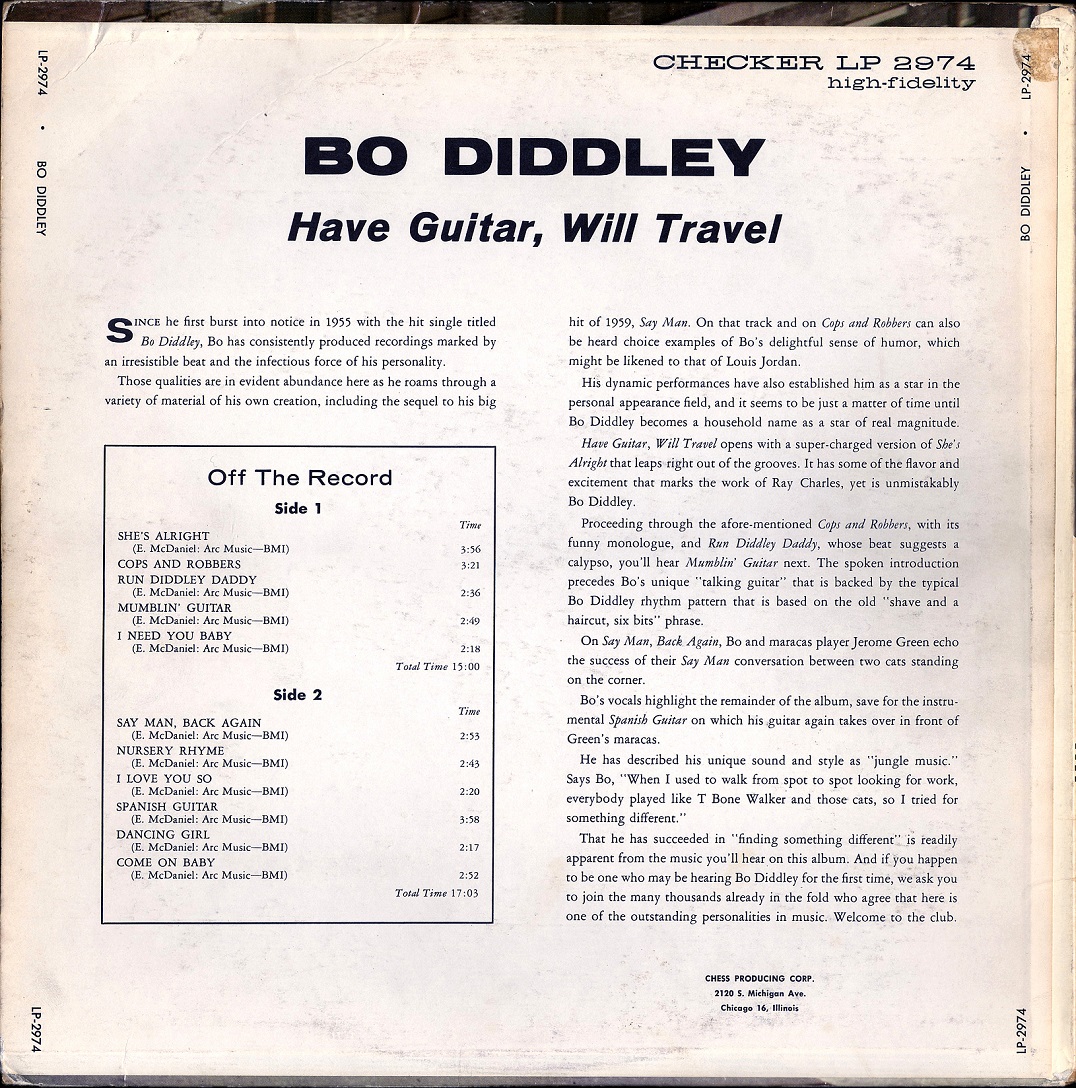 CHECKER LP 2974
high-fidelity
BO DIDDLEY
Have Guitar, Will Travel
SINCE he first burst into notice in 1955 with the hit single titled
Bo Diddley, Bo has consistently produced recordings marked by
an irresistible beat and the infectious force of his personality.
Those qualities are in evident abundance here as he roams through a
variety of material of his own creation, including the sequel to his big
Off The Record
Side 1
Time
SHE'S ALRIGHT
(E. McDaniel: Arc Music—BMI) 3:56
COPS AND ROBBERS 3:21
RUN DIDDLEY DADDY
(E. McDaniel: Arc Music—BMI) 2:36
MUMBLIN' GUITAR
(E. McDaniel: Arc Music—BMI) 2:49
I NEED YOU BABY
(E. McDaniel: Arc Music—BMI) 2:18
Total Time 15:00
Side 2
Time
SAY MAN, BACK AGAIN
(E. McDaniel: Arc Music—BMI) 2:53
NURSERY RHYME
(E. McDaniel: Arc Music—BMI) 2:43
I LOVE YOU SO
(E. McDaniel: Arc Music—BMI) 2:20
SPANISH GUITAR
(E. McDaniel: Arc Music—BMI) 3:58
DANCING GIRL
(E. McDaniel: Arc Music—BMI) 2:17
COME ON BABY
(E. McDaniel: Arc Music—BMI) 2:52
Total Time 17:03
hit of 1959, Say Man. On that track and on Cops and Robbers can also
be heard choice examples of Bo's delightful sense of humor, which
might be likened to that of Louis Jordan.
His dynamic performances have also established him as a star in the
personal appearance field, and it seems to be just a matter of time until
Bo Diddley becomes a household name as a star of real magnitude.
Have Guitar, Will Travel opens with a super-charged version of She's
Alright that leaps right out of the grooves. It has some of the flavor and
excitement that marks the work of Ray Charles, yet is unmistakably
Bo Diddley.
Proceeding through the afore-mentioned Cops and Robbers, with its
funny monologue, and Run Diddley Daddy, whose beat suggests a
calypso, you'll hear Mumblin' Guitar next. The spoken introduction
precedes Bo's unique "talking guitar" that is backed by the typical
Bo Diddley rhythm pattern that is based on the old "shave and a
haircut, six bits" phrase.
On Say Man, Back Again, Bo and maracas player Jerome Green echo
the success of their Say Man conversation between two cats standing
on the corner.
Bo's vocals highlight the remainder of the album, save for the instru-
mental Spanish Guitar on which his guitar again takes over in front of
Green's maracas.
He has described his unique sound and style as "jungle music."
Says Bo, "When I used to walk from spot to spot looking for work,
everybody played like T Bone Walker and those cats, so I tried for
something different."
That he has succeeded in "finding something different" is readily
apparent from the music you'll hear on this album. And if you happen
to be one who may be hearing Bo Diddley for the first time, we ask you
to join the many thousands already in the fold who agree that here is
one of the outstanding personalities in music. Welcome to the club.
CHESS PRODUCING CORP.
2120 S. Michigan Ave.
Chicago 16, Illinois
LP-2974 • BO DIDDLEY
LP-2974
LP-2974 • BO DIDDLEY
LP-2974